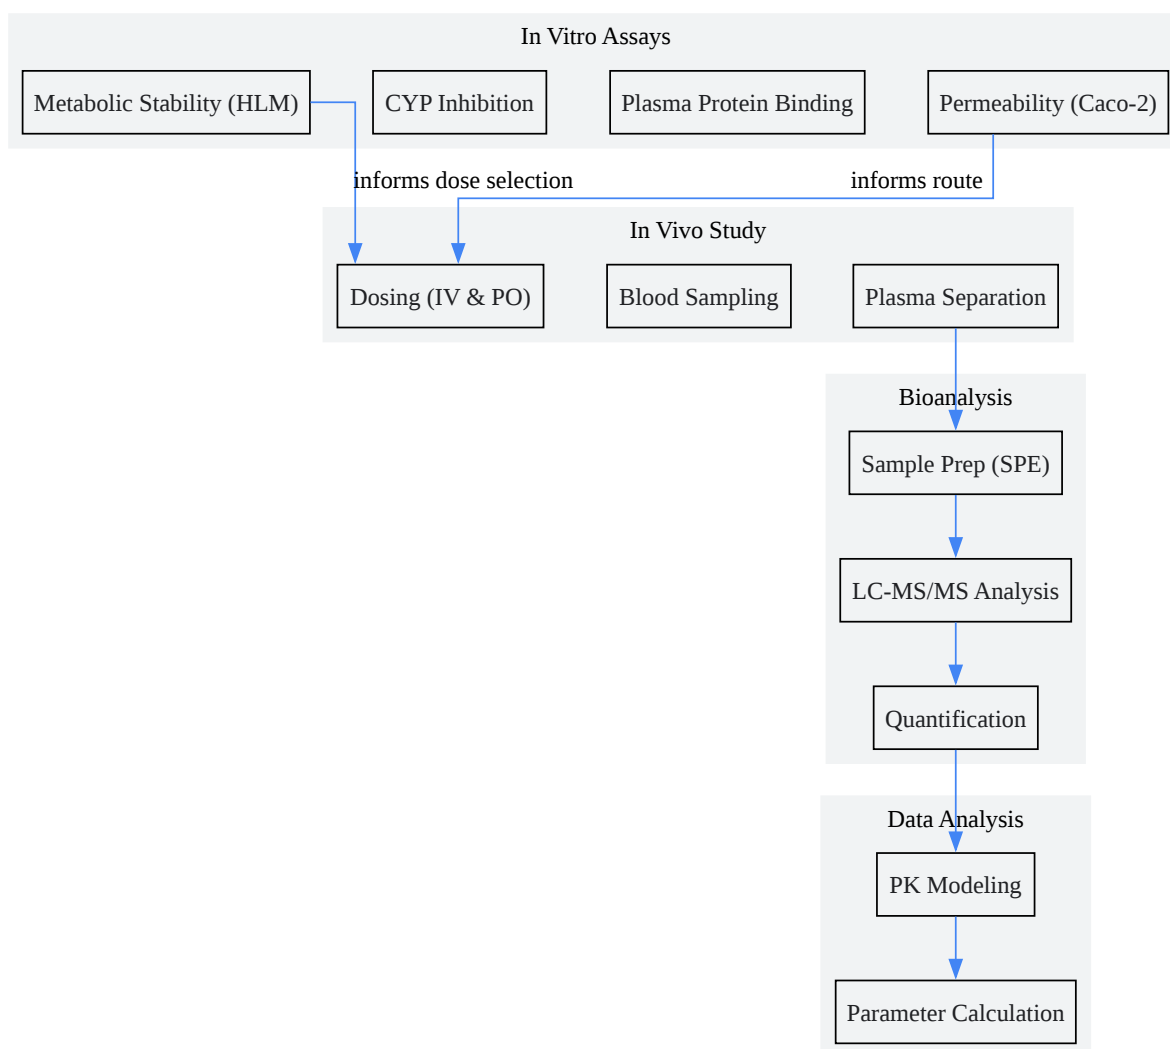 In Vitro Assays
Metabolic Stability (HLM)
CYP Inhibition
Plasma Protein Binding
Permeability (Caco-2)
informs dose selection
informs route
In Vivo Study
Dosing (IV & PO)
Blood Sampling
Plasma Separation
Bioanalysis
Sample Prep (SPE)
LC-MS/MS Analysis
Quantification
Data Analysis
PK Modeling
Parameter Calculation